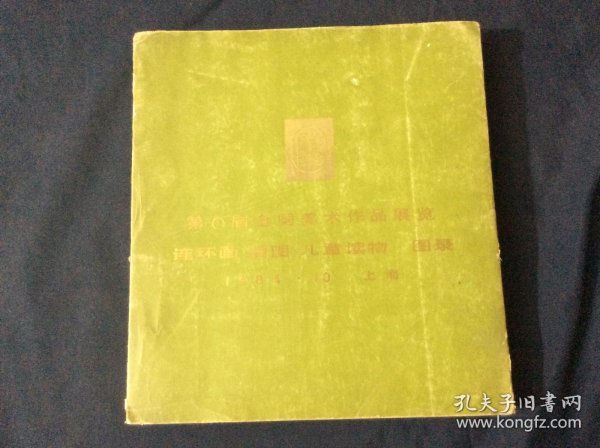 第六届全国美术作品展览
连环画 插图 儿童读物 图录
1984.10 上海
孔夫子旧书网
www.kongfz.com